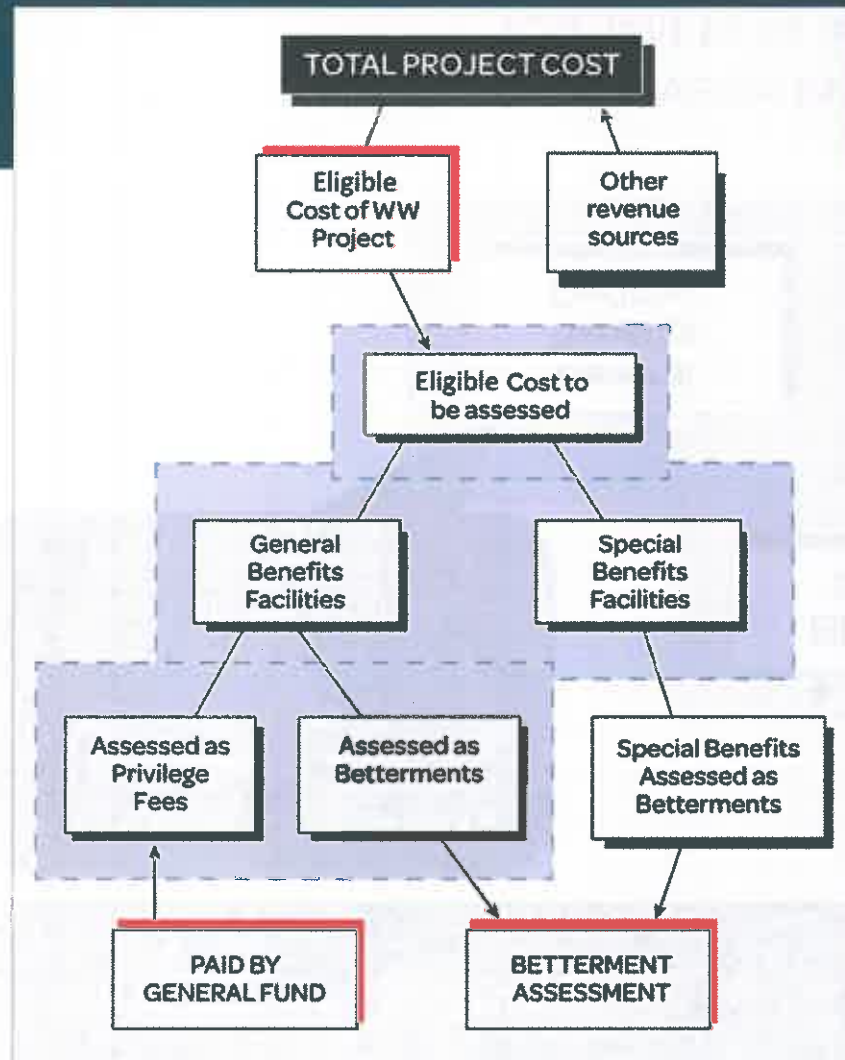 TOTAL PROJECT COST
Eligible
Cost of WW
Project
Other
revenue
sources
Eligible Cost to
be assessed
General
Benefits
Facilities
Special
Benefits
Facilities
Assessed as
Privilege
Fees
Assessed as
Betterments
Special Benefits
Assessed as
Betterments
PAID BY
GENERAL FUND
BETTERMENT
ASSESSMENT